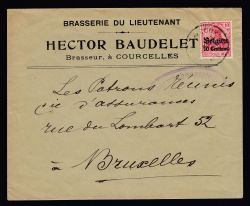 BRASSERIE DU LIEUTENANT
HECTOR BAUDELET
Brasseur, à COURCELLES
Belgien
10 Centimes
Les Patrons Réunis
cie d'assurances
rue du Lombart 52
Bruxelles